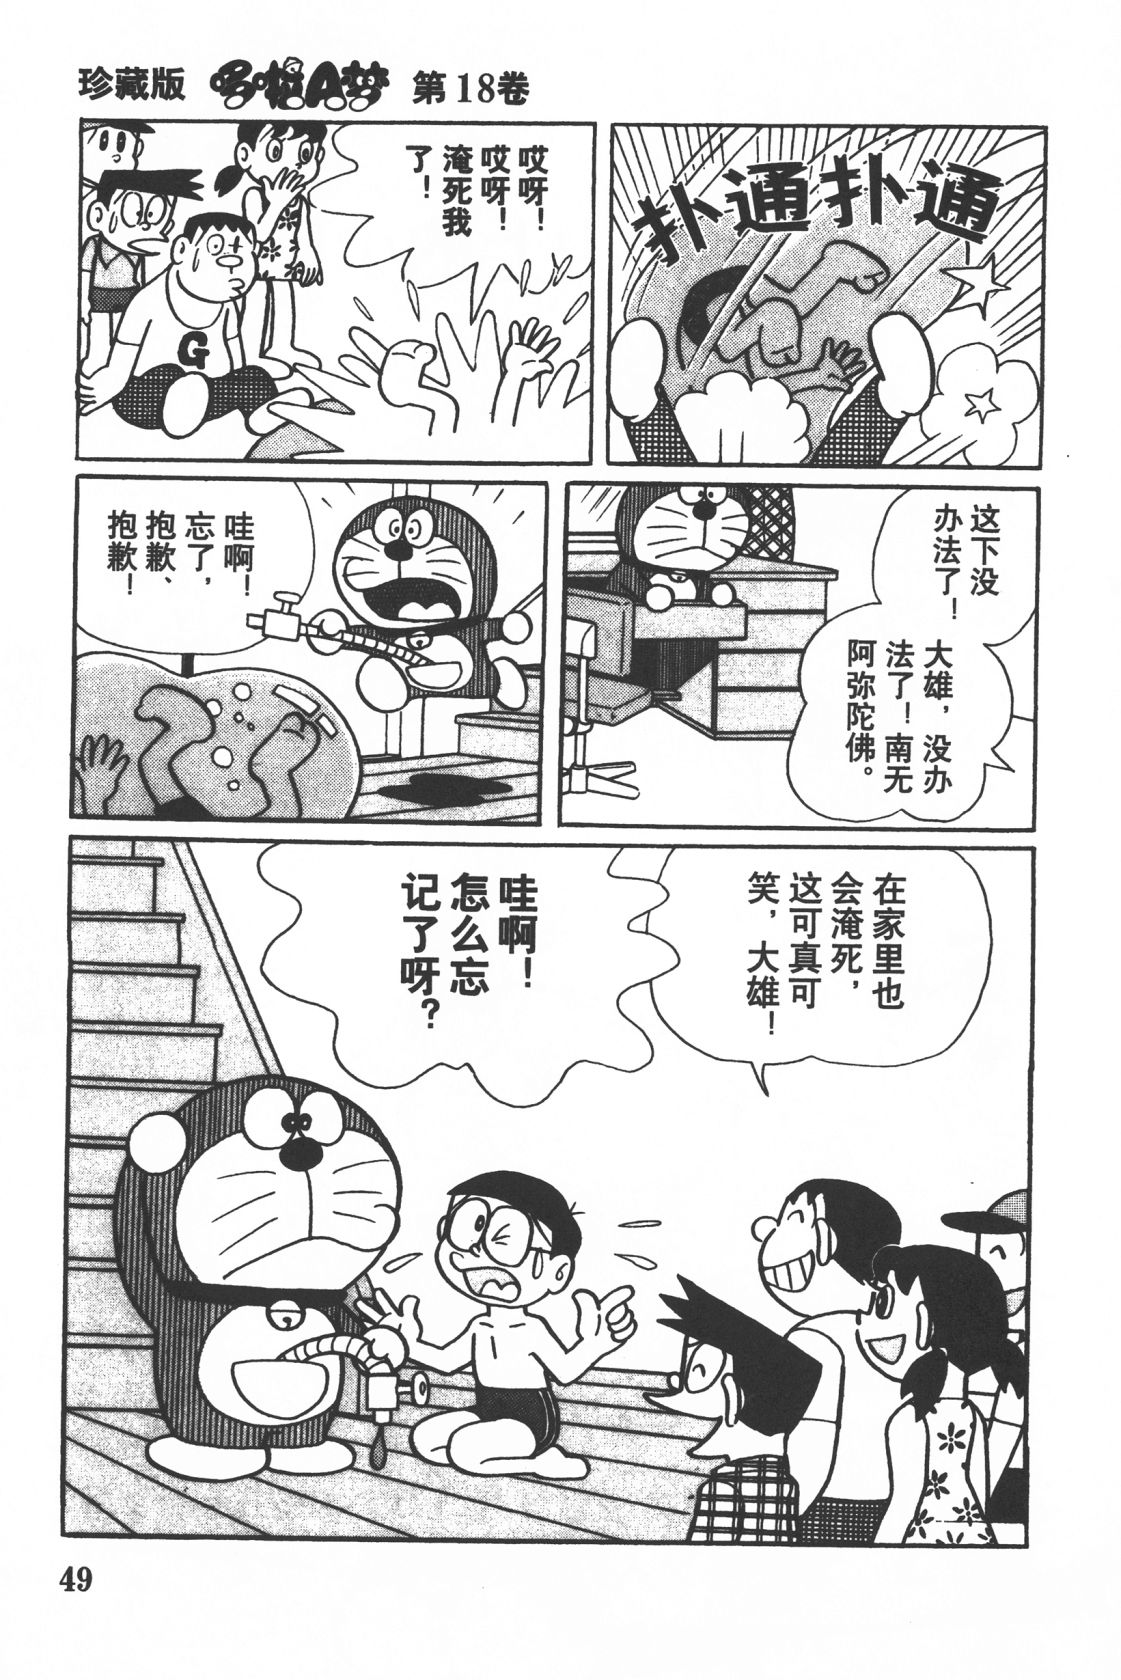 珍藏版 哆啦A梦 第18卷
扑通扑通
哎呀！
哎呀！
淹死我
了！
G
这下没
办法了！
大雄，没办
法了！南无
阿弥陀佛。
哇啊！
忘了，
抱歉、
抱歉！
在家里也
会淹死，
这可真可
笑，大雄！
哇啊！
怎么忘
记了呀？
49